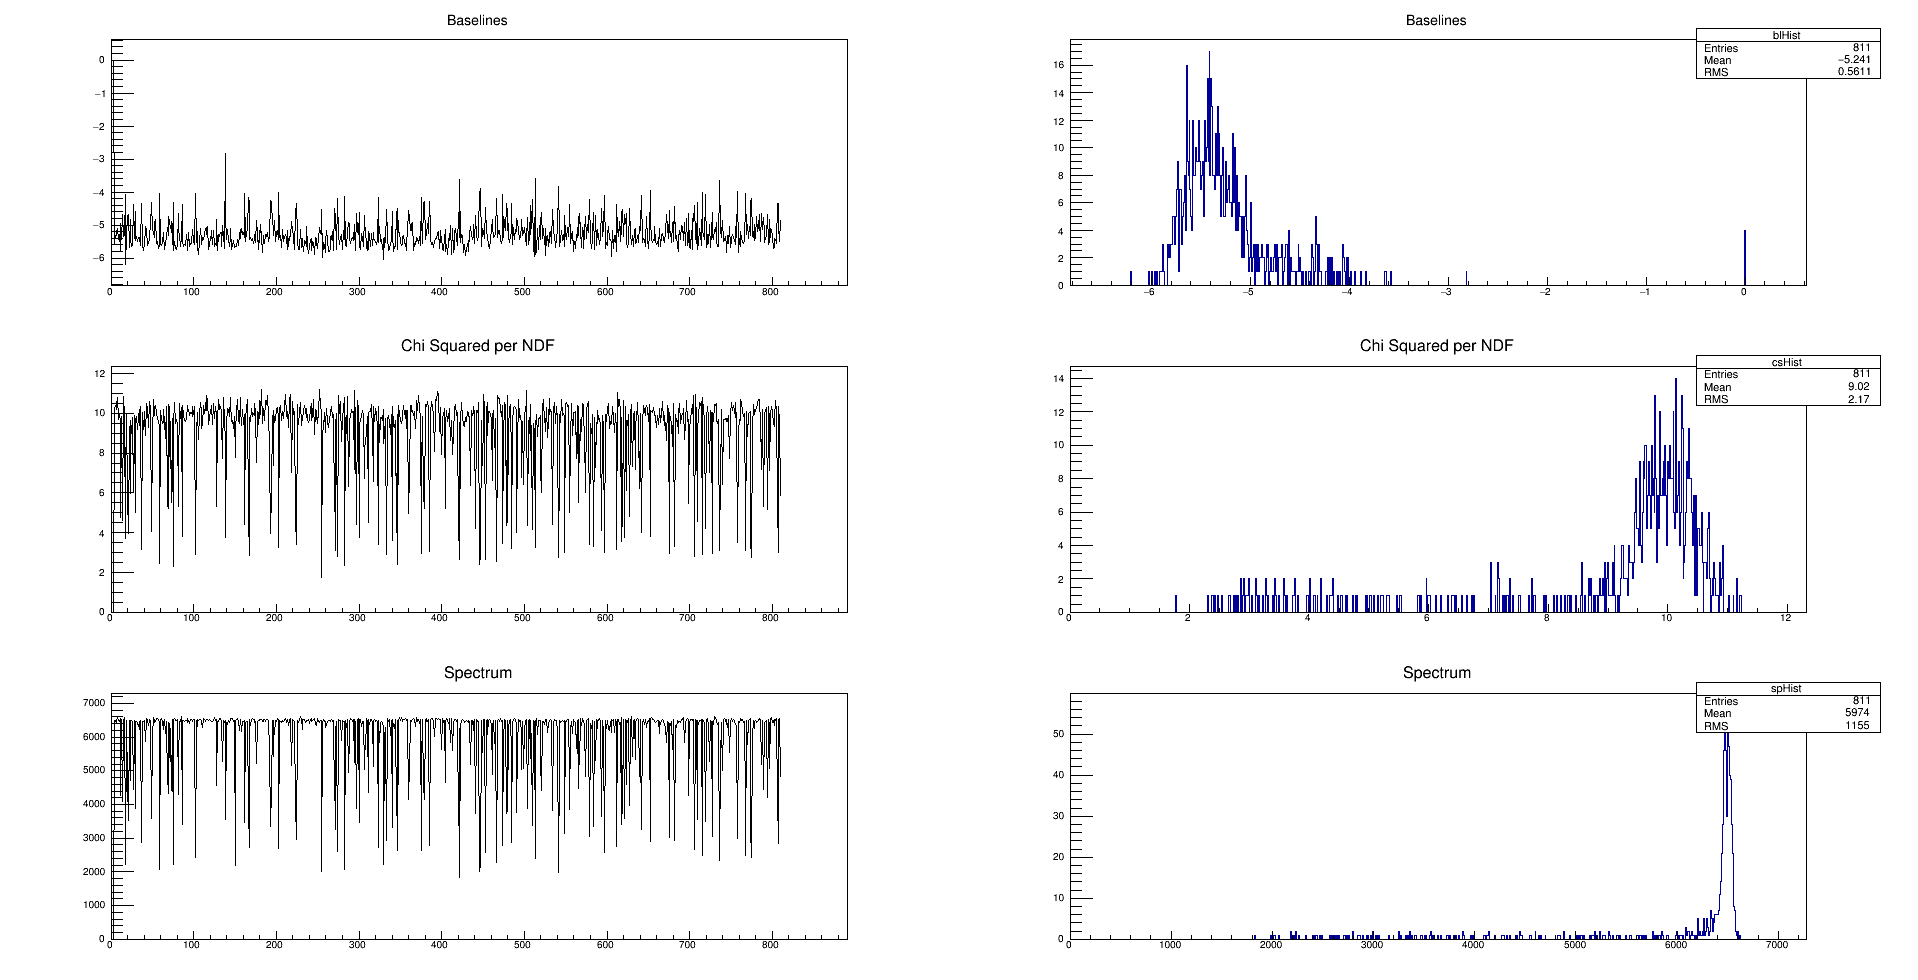 Baselines
0
−1
−2
−3
−4
−5
−6
0 100 200 300 400 500 600 700 800
Baselines
blHist
Entries 811
Mean −5.241
RMS 0.5611
16
14
12
10
8
6
4
2
0
−6 −5 −4 −3 −2 −1 0
Chi Squared per NDF
12
10
8
6
4
2
0
0 100 200 300 400 500 600 700 800
Chi Squared per NDF
csHist
Entries 811
Mean 9.02
RMS 2.17
14
12
10
8
6
4
2
0
0 2 4 6 8 10 12
Spectrum
7000
6000
5000
4000
3000
2000
1000
0
0 100 200 300 400 500 600 700 800
Spectrum
spHist
Entries 811
Mean 5974
RMS 1155
50
40
30
20
10
0
0 1000 2000 3000 4000 5000 6000 7000